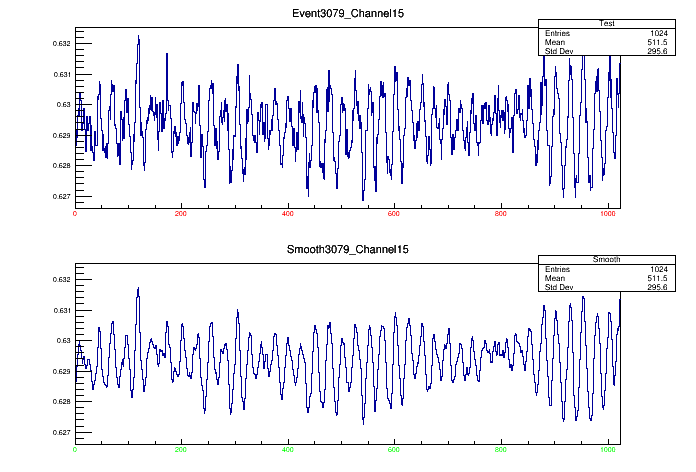 Event3079_Channel15
Test
Entries 1024
Mean 511.5
Std Dev 295.6
0.632
0.631
0.63
0.629
0.628
0.627
0 200 400 600 800 1000
Smooth3079_Channel15
Smooth
Entries 1024
Mean 511.5
Std Dev 295.6
0.632
0.631
0.63
0.629
0.628
0.627
0 200 400 600 800 1000